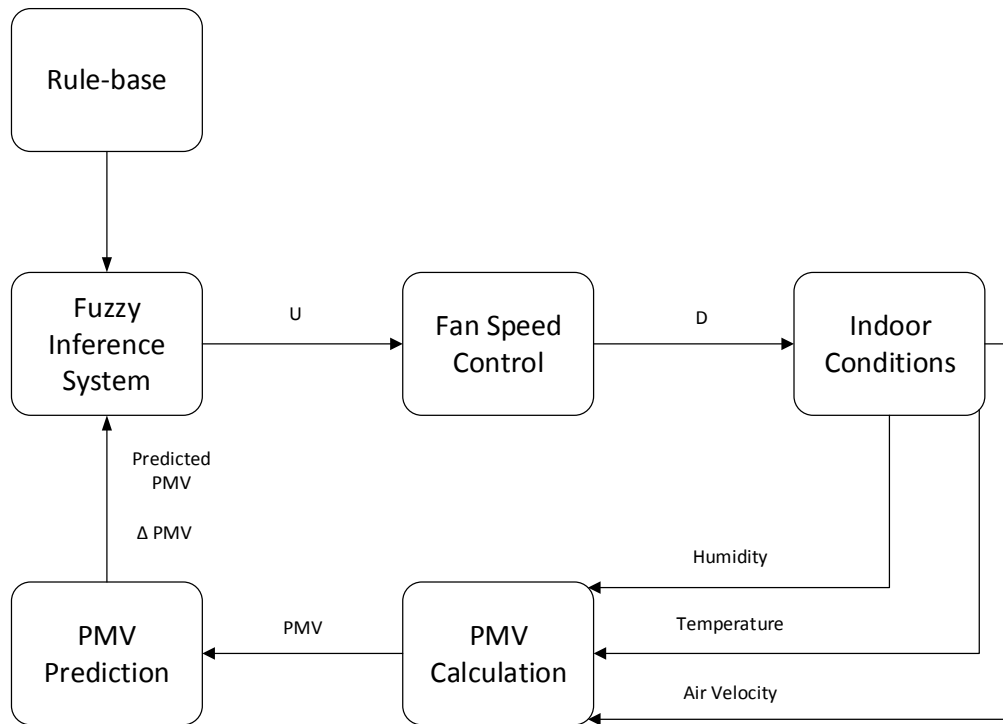 Rule-base
Fuzzy
Inference
System
U
Fan Speed
Control
D
Indoor
Conditions
Predicted
PMV
Δ PMV
Humidity
Temperature
Air Velocity
PMV
Prediction
PMV
PMV
Calculation